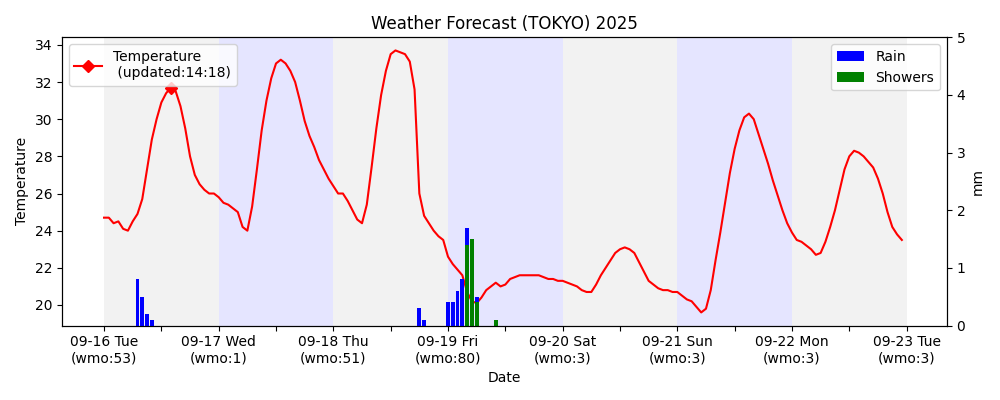 Weather Forecast (TOKYO) 2025
Temperature
(updated:14:18)
Rain
Showers
34
32
30
28
26
24
22
20
Temperature
5
4
3
2
1
0
mm
09-16 Tue
(wmo:53)
09-17 Wed
(wmo:1)
09-18 Thu
(wmo:51)
09-19 Fri
(wmo:80)
09-20 Sat
(wmo:3)
09-21 Sun
(wmo:3)
09-22 Mon
(wmo:3)
09-23 Tue
(wmo:3)
Date